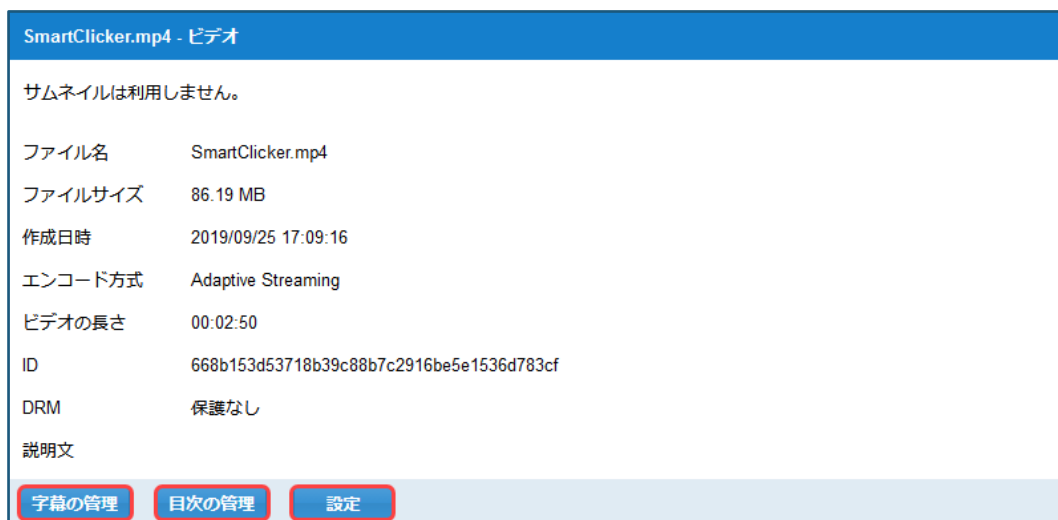 SmartClicker.mp4 - ビデオ
サムネイルは利用しません。
ファイル名 SmartClicker.mp4
ファイルサイズ 86.19 MB
作成日時 2019/09/25 17:09:16
エンコード方式 Adaptive Streaming
ビデオの長さ 00:02:50
ID 668b153d53718b39c88b7c2916be5e1536d783cf
DRM 保護なし
説明文
字幕の管理 目次の管理 設定